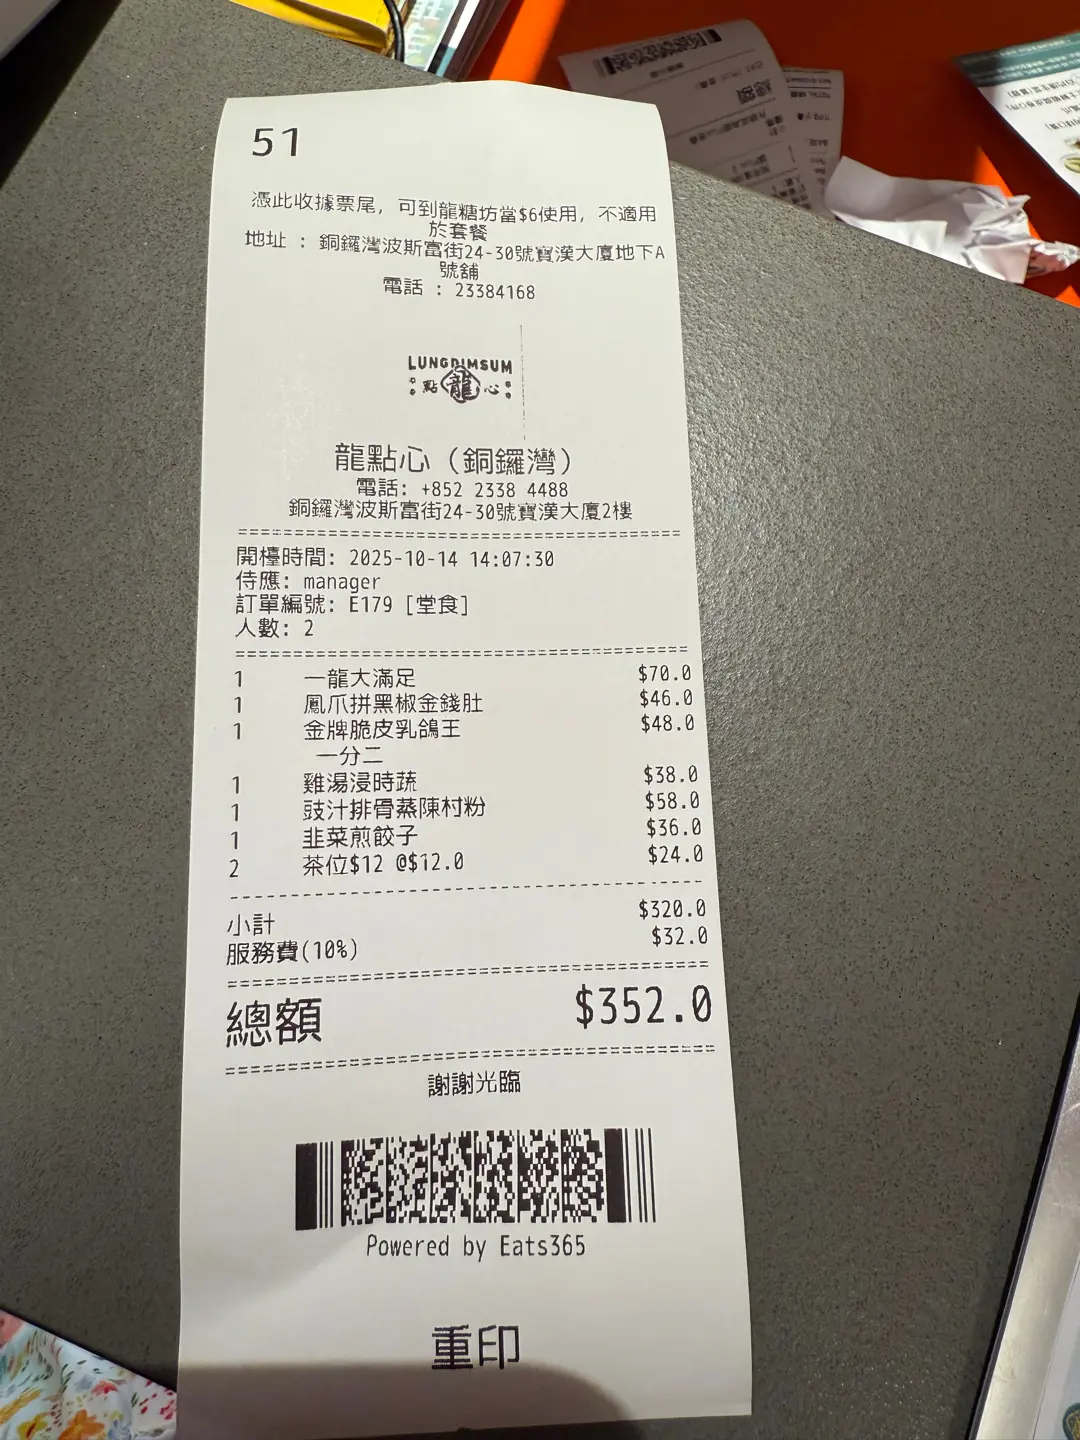 51
憑此收據票尾，可到龍糖坊當$6使用，不適用
於套餐
地址 : 銅鑼灣波斯富街24-30號寶漢大廈地下A
號舖
電話 : 23384168
LUNGDIMSUM
點龍心
龍點心（銅鑼灣）
電話: +852 2338 4488
銅鑼灣波斯富街24-30號寶漢大廈2樓
開檯時間: 2025-10-14 14:07:30
侍應: manager
訂單編號: E179 [堂食]
人數: 2
1 一龍大滿足 $70.0
1 鳳爪拼黑椒金錢肚 $46.0
1 金牌脆皮乳鴿王 $48.0
一分二
1 雞湯浸時蔬 $38.0
1 豉汁排骨蒸陳村粉 $58.0
1 韭菜煎餃子 $36.0
2 茶位$12 @$12.0 $24.0
小計 $320.0
服務費(10%) $32.0
總額 $352.0
謝謝光臨
Powered by Eats365
重印
總額